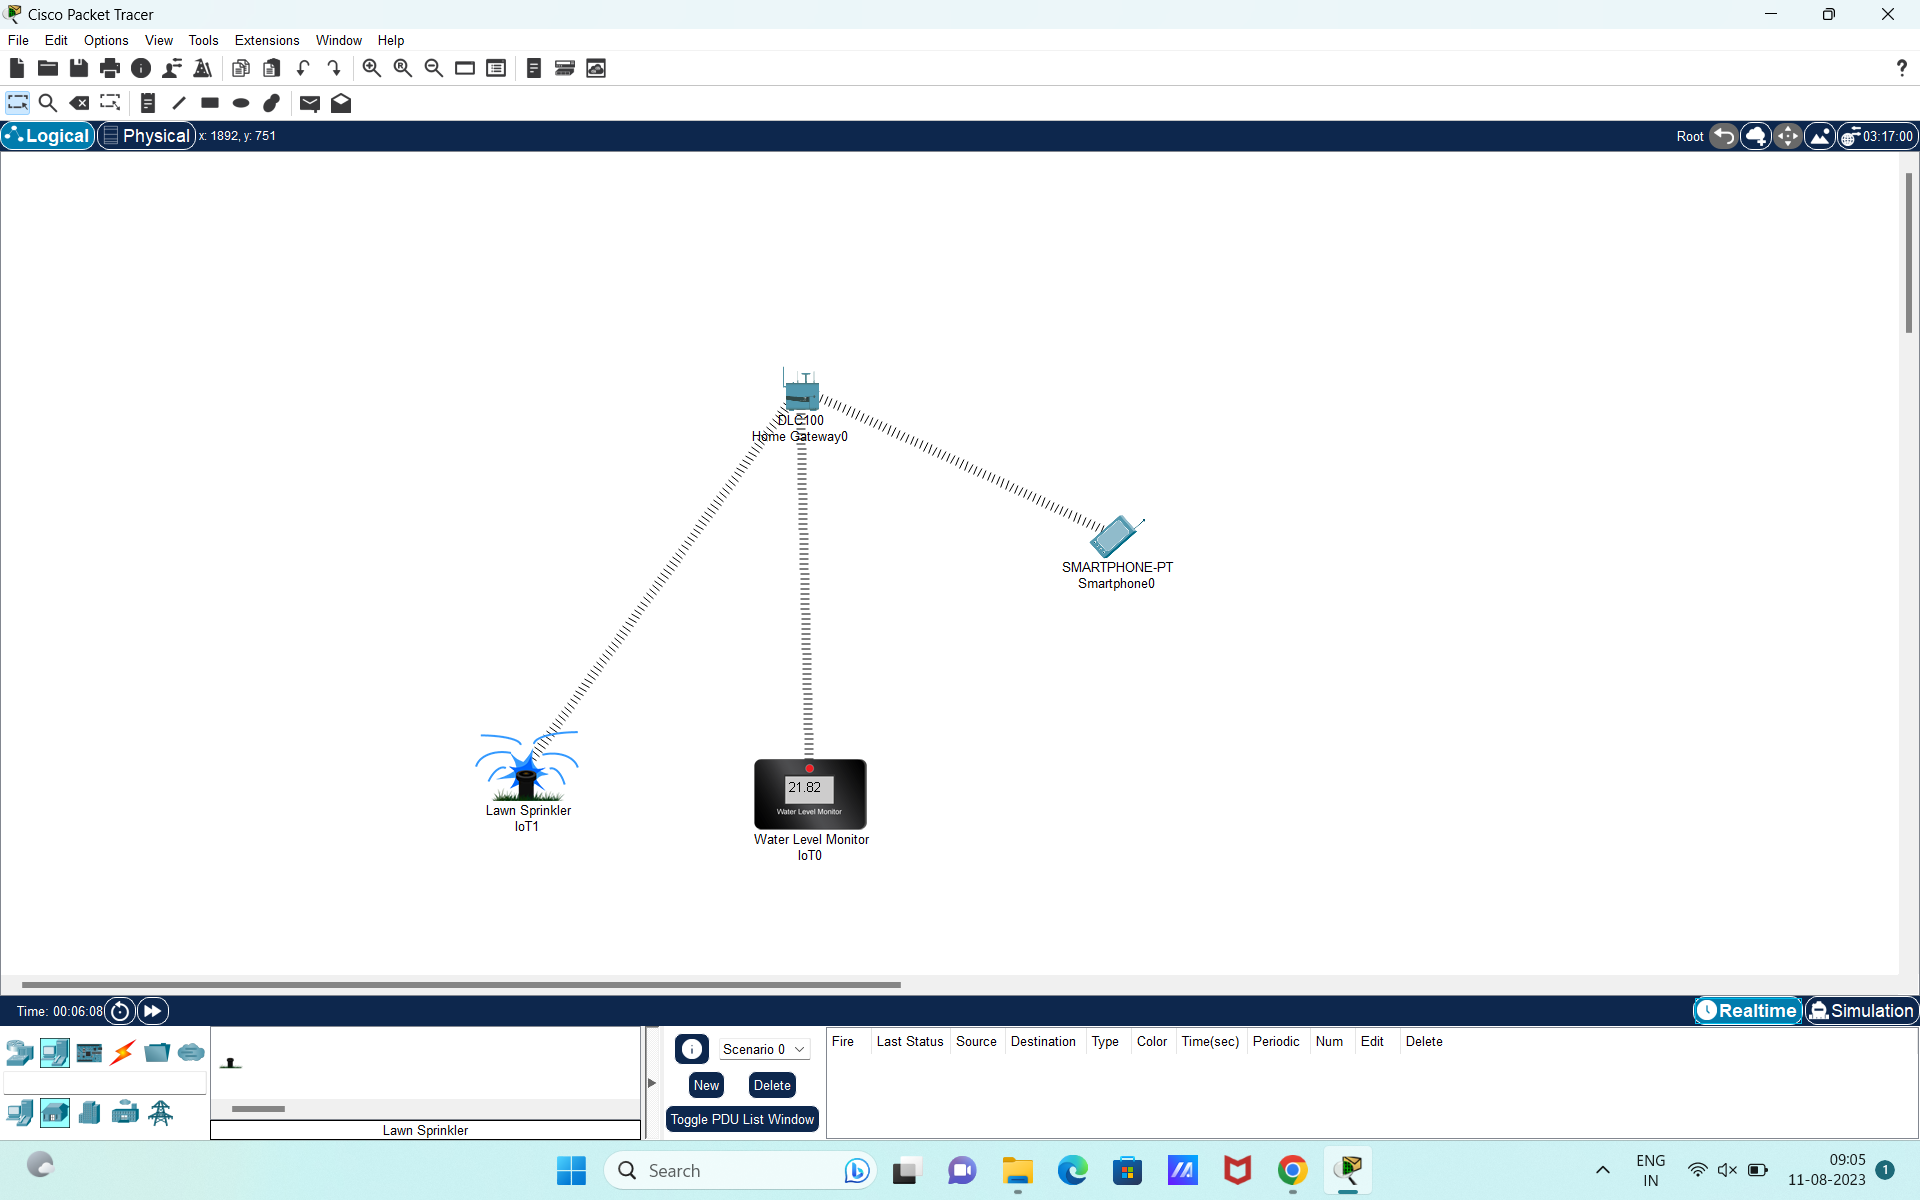 Cisco Packet Tracer
File Edit Options View Tools Extensions Window Help
?
Logical Physical x: 1892, y: 751 Root 03:17:00
DLC100
Home Gateway0
SMARTPHONE-PT
Smartphone0
Lawn Sprinkler
IoT1
21.82
Water Level Monitor
Water Level Monitor
IoT0
Time: 00:06:08 Realtime Simulation
Scenario 0
New Delete
Toggle PDU List Window
Fire Last Status Source Destination Type Color Time(sec) Periodic Num Edit Delete
Lawn Sprinkler
Search
ENG
IN
09:05
11-08-2023
1